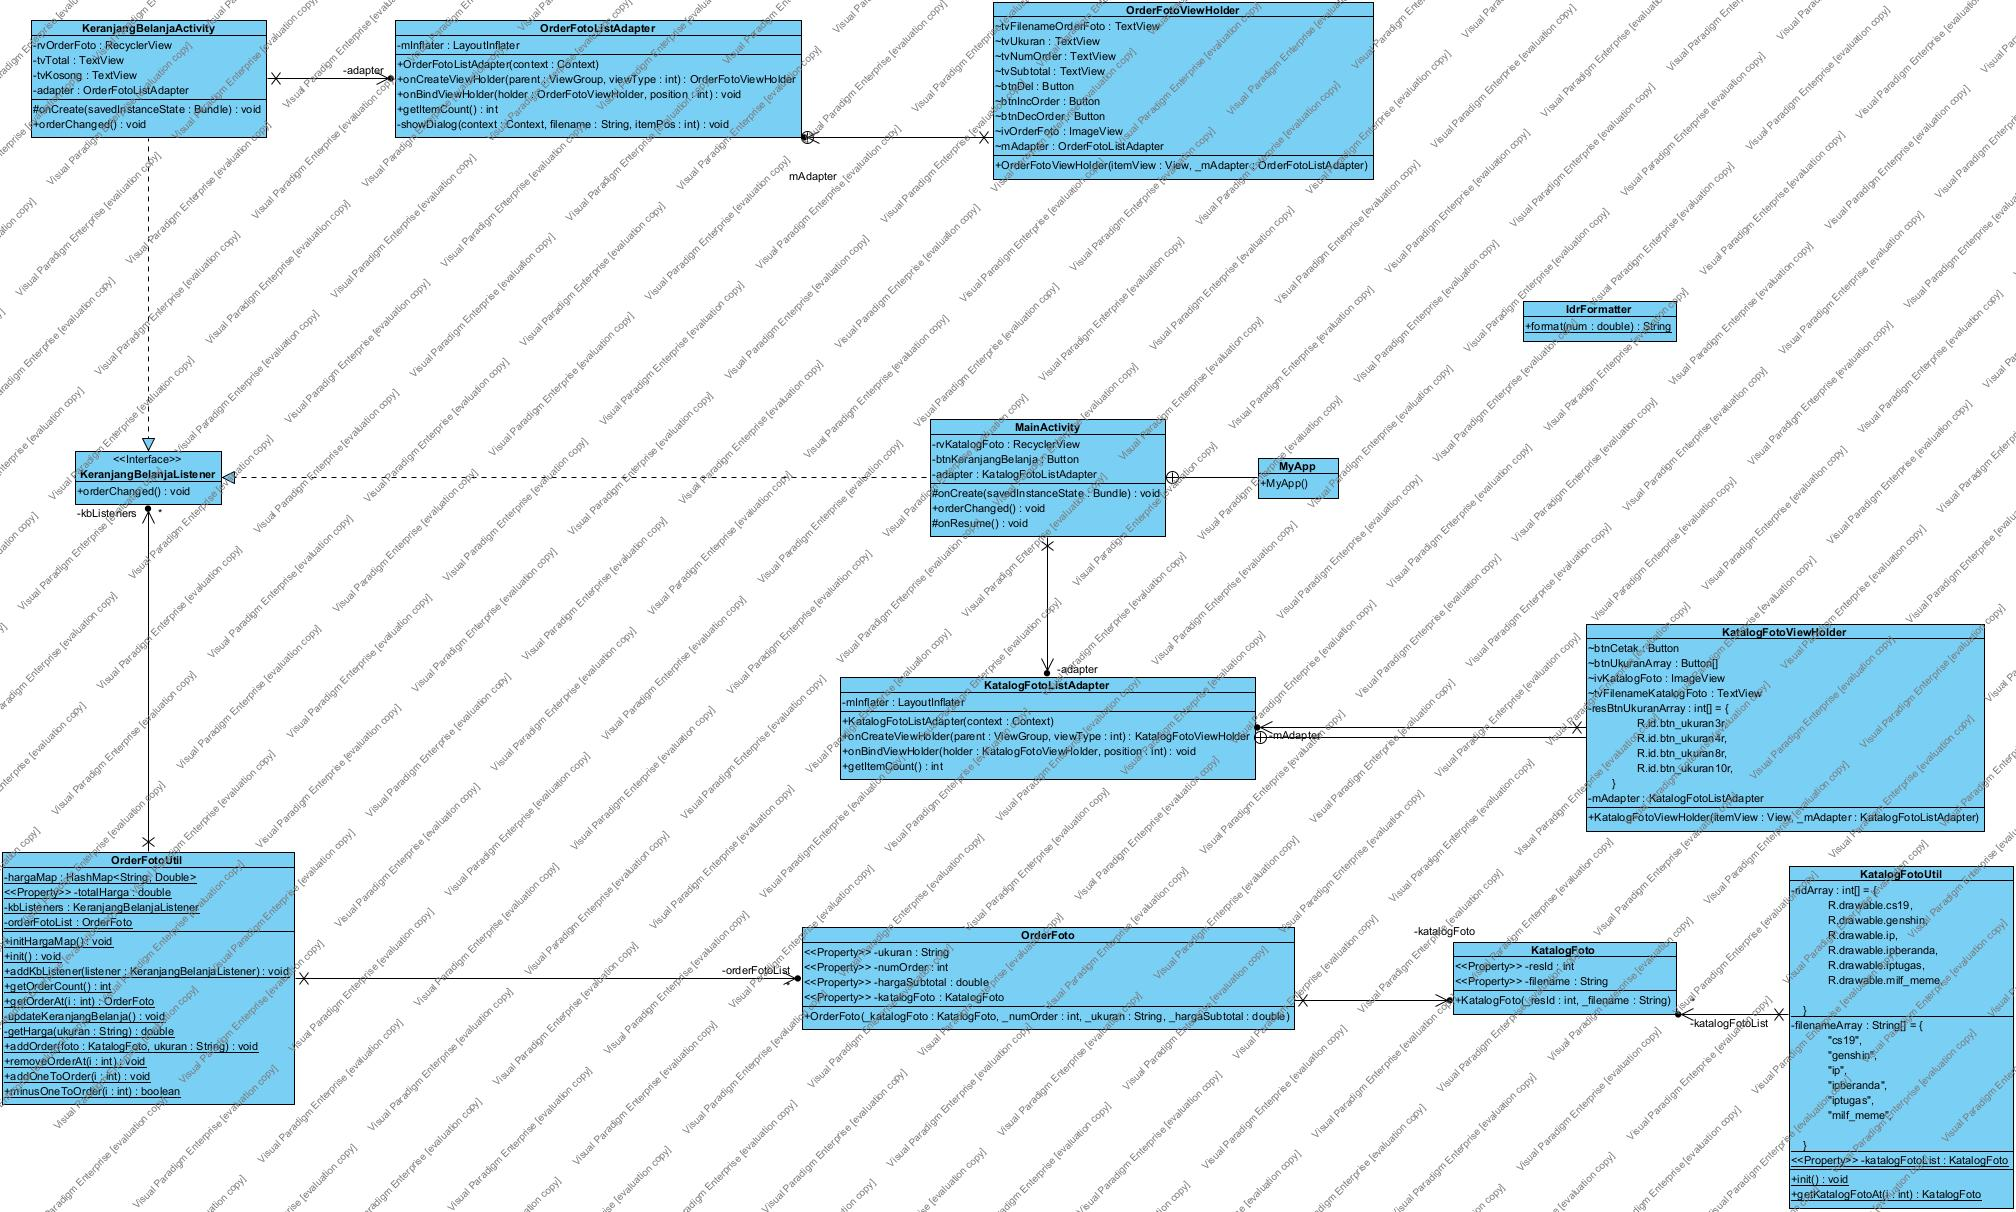 KeranjangBelanjaActivity
-rvOrderFoto : RecyclerView
-tvTotal : TextView
-tvKosong : TextView
-adapter : OrderFotoListAdapter
#onCreate(savedInstanceState : Bundle) : void
+orderChanged() : void
-adapter
OrderFotoListAdapter
-mInflater : LayoutInflater
+OrderFotoListAdapter(context : Context)
+onCreateViewHolder(parent : ViewGroup, viewType : int) : OrderFotoViewHolder
+onBindViewHolder(holder : OrderFotoViewHolder, position : int) : void
+getItemCount() : int
-showDialog(context : Context, filename : String, itemPos : int) : void
mAdapter
OrderFotoViewHolder
~tvFilenameOrderFoto : TextView
~tvUkuran : TextView
~tvNumOrder : TextView
~tvSubtotal : TextView
~btnDel : Button
~btnIncOrder : Button
~btnDecOrder : Button
~ivOrderFoto : ImageView
~mAdapter : OrderFotoListAdapter
+OrderFotoViewHolder(itemView : View, _mAdapter : OrderFotoListAdapter)
IdrFormatter
+format(num : double) : String
<<Interface>>
KeranjangBelanjaListener
+orderChanged() : void
-kbListeners
*
MainActivity
-rvKatalogFoto : RecyclerView
-btnKeranjangBelanja : Button
-adapter : KatalogFotoListAdapter
#onCreate(savedInstanceState : Bundle) : void
+orderChanged() : void
#onResume() : void
MyApp
+MyApp()
-adapter
KatalogFotoListAdapter
-mInflater : LayoutInflater
+KatalogFotoListAdapter(context : Context)
+onCreateViewHolder(parent : ViewGroup, viewType : int) : KatalogFotoViewHolder
+onBindViewHolder(holder : KatalogFotoViewHolder, position : int) : void
+getItemCount() : int
-mAdapter
KatalogFotoViewHolder
~btnCetak : Button
~btnUkuranArray : Button[]
~ivKatalogFoto : ImageView
~tvFilenameKatalogFoto : TextView
-resBtnUkuranArray : int[] = {
R.id.btn_ukuran3r,
R.id.btn_ukuran4r,
R.id.btn_ukuran8r,
R.id.btn_ukuran10r,
}
-mAdapter : KatalogFotoListAdapter
+KatalogFotoViewHolder(itemView : View, _mAdapter : KatalogFotoListAdapter)
OrderFotoUtil
-hargaMap : HashMap<String, Double>
<<Property>> -totalHarga : double
-kbListeners : KeranjangBelanjaListener
-orderFotoList : OrderFoto
+initHargaMap() : void
+init() : void
+addKbListener(listener : KeranjangBelanjaListener) : void
+getOrderCount() : int
+getOrderAt(i : int) : OrderFoto
-updateKeranjangBelanja() : void
-getHarga(ukuran : String) : double
+addOrder(foto : KatalogFoto, ukuran : String) : void
+removeOrderAt(i : int) : void
+addOneToOrder(i : int) : void
+minusOneToOrder(i : int) : boolean
-orderFotoList
OrderFoto
<<Property>> -ukuran : String
<<Property>> -numOrder : int
<<Property>> -hargaSubtotal : double
<<Property>> -katalogFoto : KatalogFoto
+OrderFoto(_katalogFoto : KatalogFoto, _numOrder : int, _ukuran : String, _hargaSubtotal : double)
-katalogFoto
KatalogFoto
<<Property>> -resId : int
<<Property>> -filename : String
+KatalogFoto(_resId : int, _filename : String)
-katalogFotoList
KatalogFotoUtil
-ridArray : int[] = {
R.drawable.cs19,
R.drawable.genshin,
R.drawable.ip,
R.drawable.ipberanda,
R.drawable.iptugas,
R.drawable.milf_meme,
}
-filenameArray : String[] = {
"cs19",
"genshin",
"ip",
"ipberanda",
"iptugas",
"milf_meme",
}
<<Property>> -katalogFotoList : KatalogFoto
+init() : void
+getKatalogFotoAt(i : int) : KatalogFoto
Visual Paradigm Enterprise [evaluation copy]